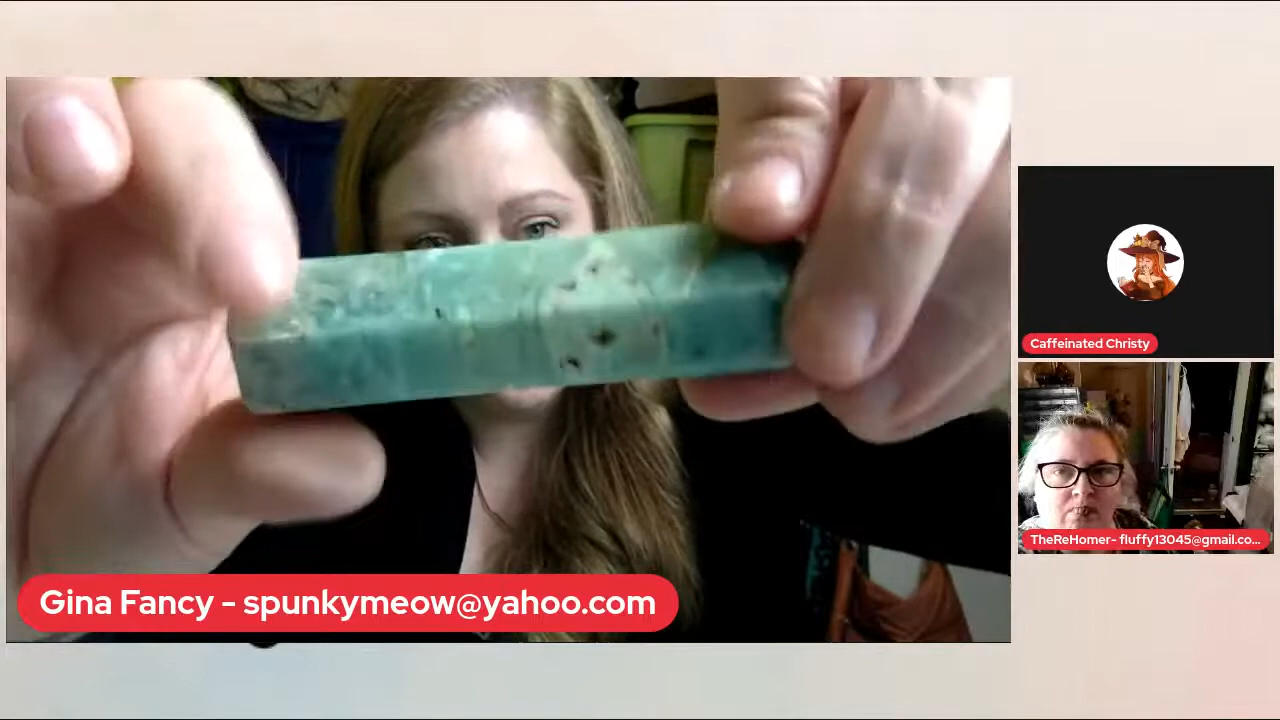 Gina Fancy - spunkymeow@yahoo.com
Caffeinated Christy
TheReHomer- fluffy13045@gmail.co...